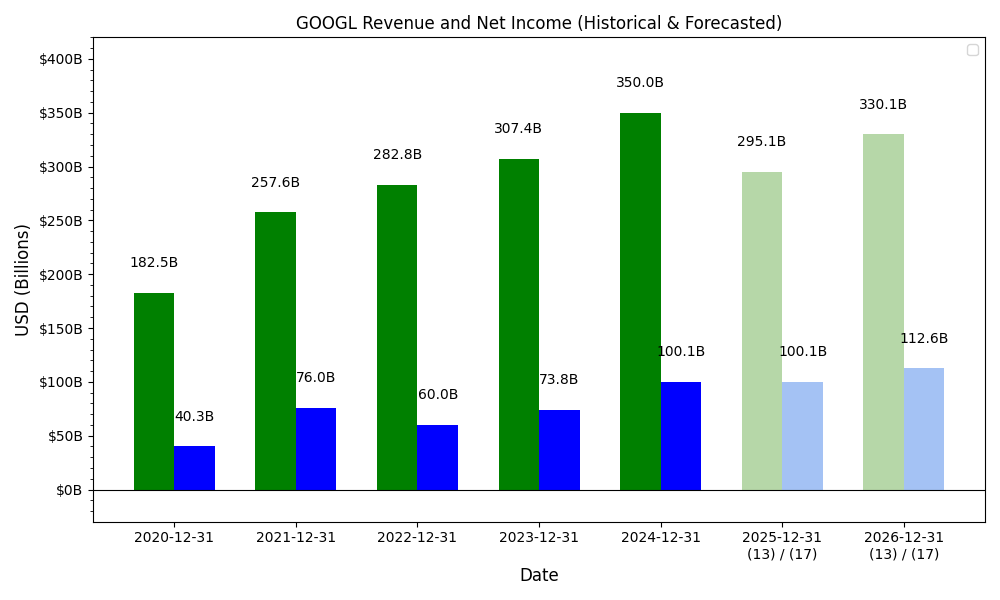 GOOGL Revenue and Net Income (Historical & Forecasted)
$400B
$350B
$300B
$250B
$200B
$150B
$100B
$50B
$0B
USD (Billions)
182.5B
40.3B
257.6B
76.0B
282.8B
60.0B
307.4B
73.8B
350.0B
100.1B
295.1B
100.1B
330.1B
112.6B
2020-12-31
2021-12-31
2022-12-31
2023-12-31
2024-12-31
2025-12-31
(13) / (17)
2026-12-31
(13) / (17)
Date